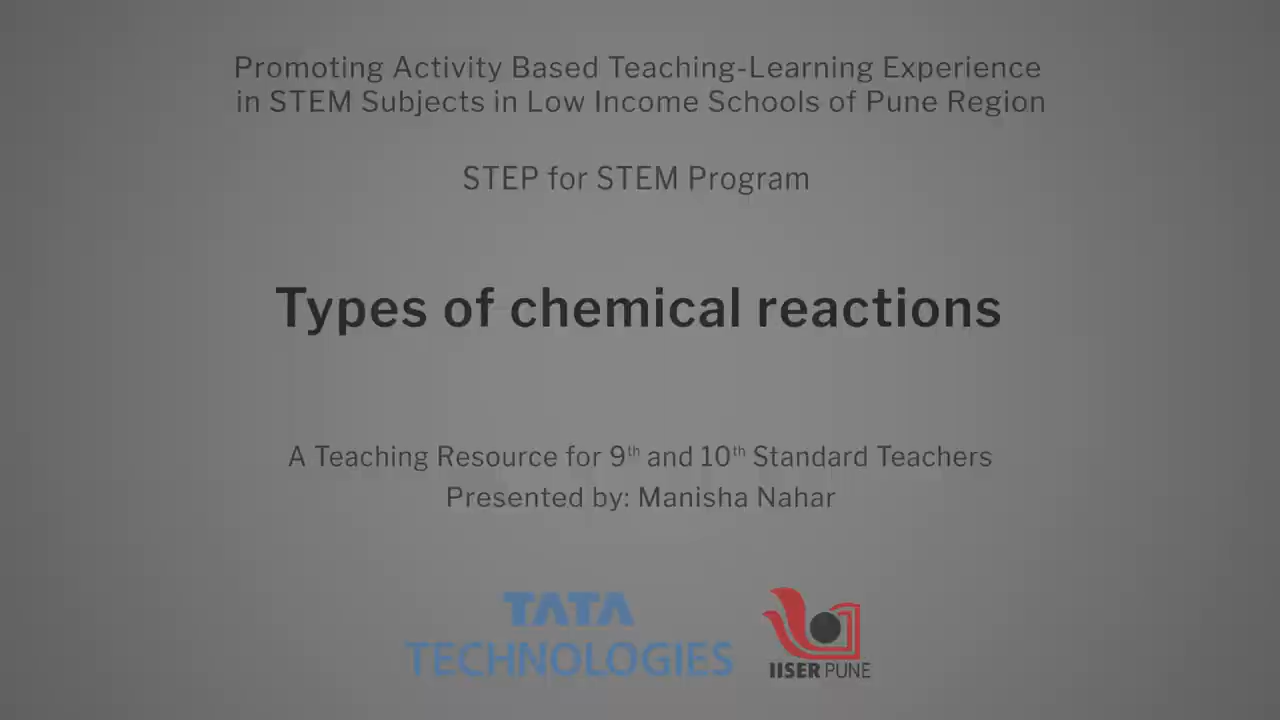 Promoting Activity Based Teaching-Learning Experience
in STEM Subjects in Low Income Schools of Pune Region
STEP for STEM Program
Types of chemical reactions
A Teaching Resource for 9th and 10th Standard Teachers
Presented by: Manisha Nahar
TATA
TECHNOLOGIES
IISER PUNE